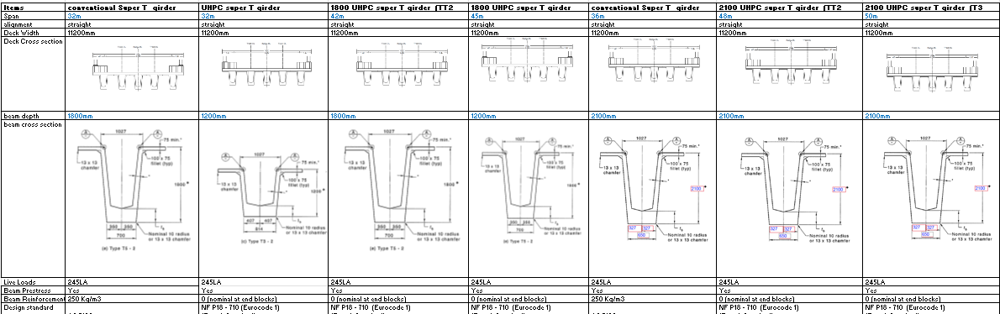 Items conventional Super T girder UHPC super T girder 1800 UHPC super T girder (TT2 1800 UHPC super T girder conventional Super T girder 2100 UHPC super T girder (TT2 2100 UHPC super T girder (T3
Span 32m 32m 42m 45m 36m 48m 50m
alignment straight straight straight straight straight straight straight
Deck Width 11200mm 11200mm 11200mm 11200mm 11200mm 11200mm 11200mm
Deck Cross section
beam depth 1800mm 1200mm 1800mm 1200mm 2100mm 2100mm 2100mm
beam cross section
A 1027 A 75 min.*
13 x 13 chamfer
100 x 75 fillet (typ)
1800 *
350 350
700
Nominal 10 radius or 13 x 13 chamfer
(e) Type T5 - 2
A 1027 A 75 min.*
13 x 13 chamfer
100 x 75 fillet (typ)
1200 *
407 407
814
Nominal 10 radius or 13 x 13 chamfer
A 1027 A 75 min.*
13 x 13 chamfer
100 x 75 fillet (typ)
1800 *
350 350
700
Nominal 10 radius or 13 x 13 chamfer
(e) Type T5 - 2
A 1027 A 75 min.*
13 x 13 chamfer
100 x 75 fillet (typ)
1800 *
350 350
700
Nominal 10 radius or 13 x 13 chamfer
(e) Type T5 - 2
A 1027 A 75 min.*
13 x 13 chamfer
100 x 75 fillet (typ)
2100 *
327 327
650
Nominal 10 radius or 13 x 13 chamfer
A 1027 A 75 min.*
13 x 13 chamfer
100 x 75 fillet (typ)
2100 *
327 327
650
Nominal 10 radius or 13 x 13 chamfer
A 1027 A 75 min.*
13 x 13 chamfer
100 x 75 fillet (typ)
2100 *
327 327
650
Nominal 10 radius or 13 x 13 chamfer
Live Loads 245LA 245LA 245LA 245LA 245LA 245LA 245LA
Beam Prestress Yes Yes Yes Yes Yes Yes Yes
Beam Reinforcement 250 Kg/m3 0 (nominal at end blocks) 0 (nominal at end blocks) 0 (nominal at end blocks) 250 Kg/m3 0 (nominal at end blocks) 0 (nominal at end blocks)
Design standard NF P18 - 710 (Eurocode 1) NF P18 - 710 (Eurocode 1) NF P18 - 710 (Eurocode 1) NF P18 - 710 (Eurocode 1) NF P18 - 710 (Eurocode 1)